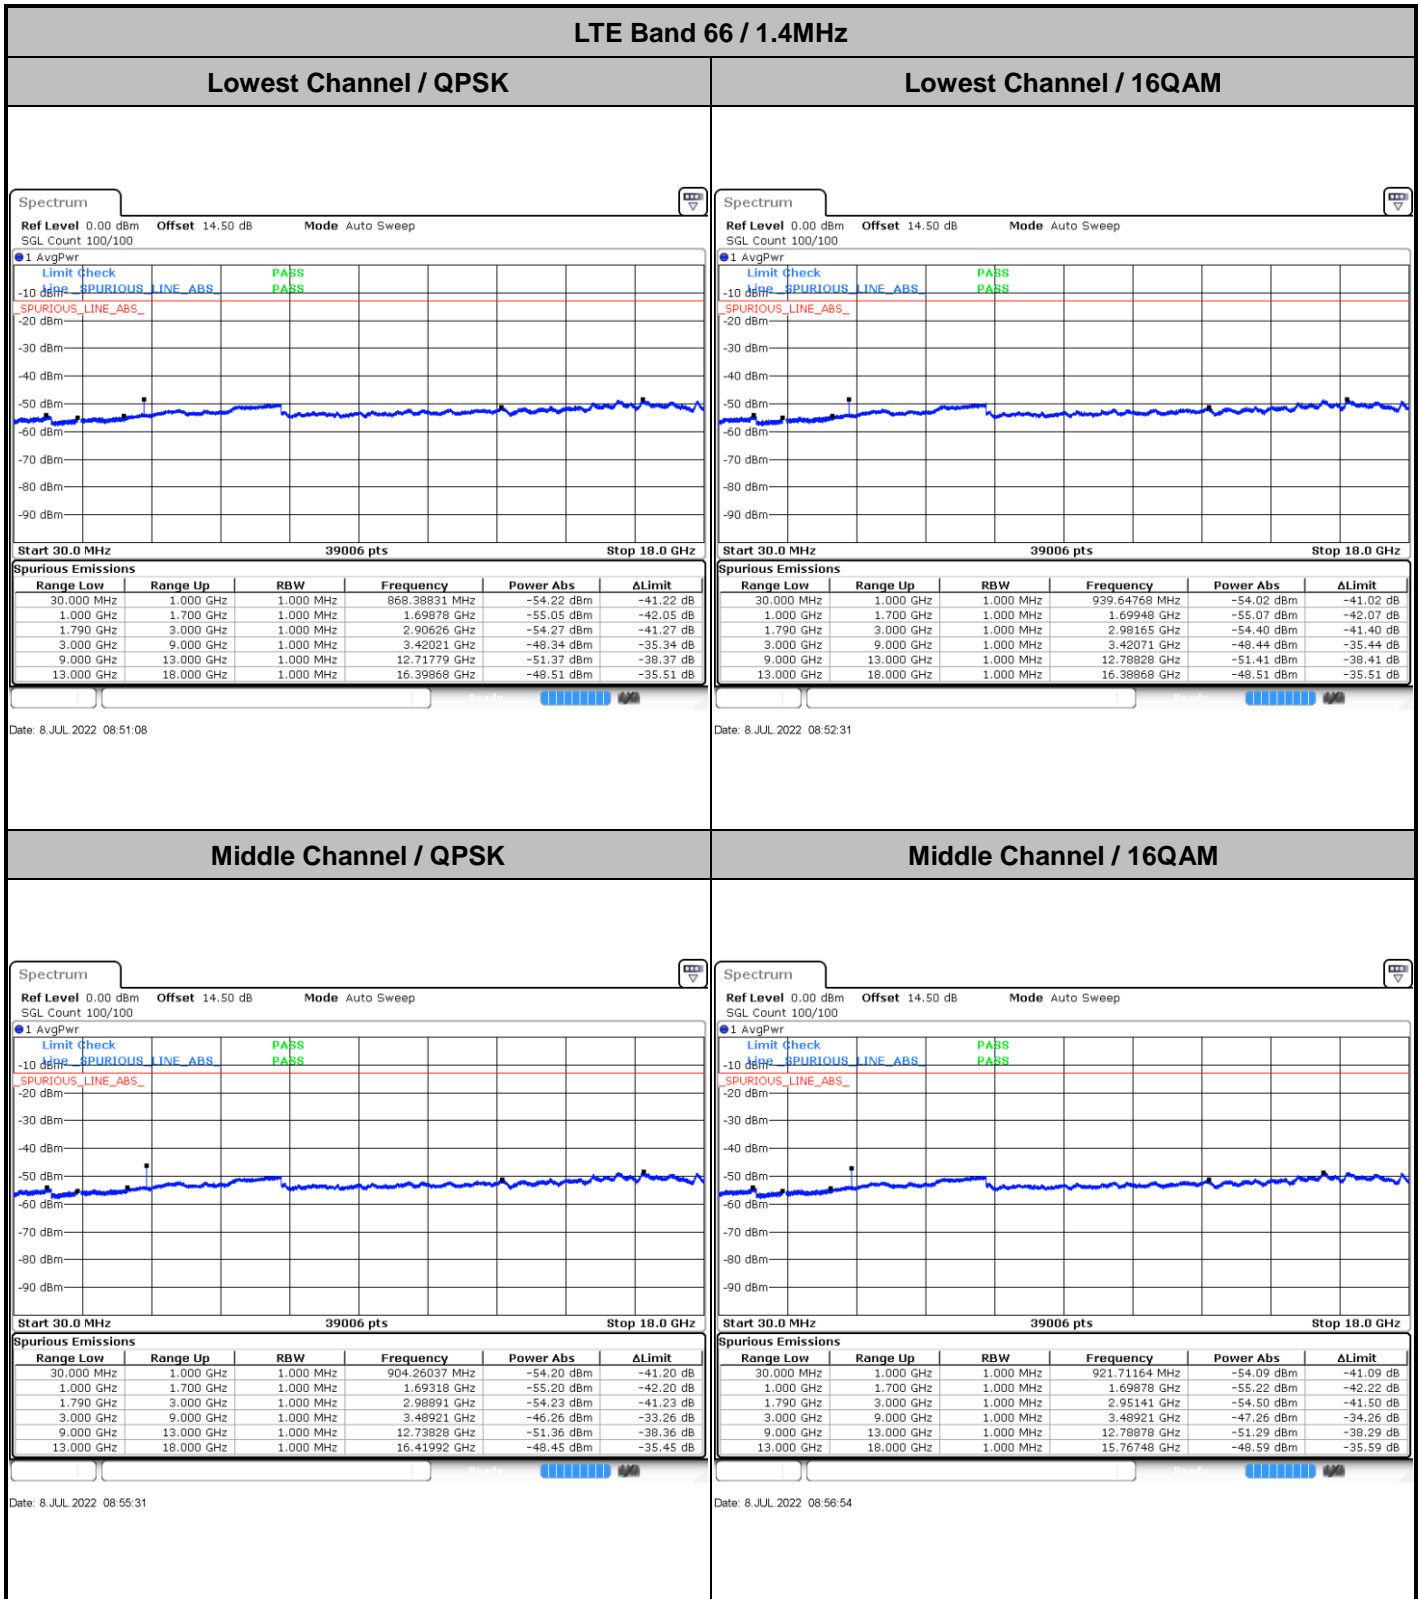 LTE Band 66 / 1.4MHz
Lowest Channel / QPSK
Lowest Channel / 16QAM
Spectrum
Ref Level 0.00 dBm Offset 14.50 dB Mode Auto Sweep
SGL Count 100/100
1 AvgPwr
Limit Check PASS
Line _SPURIOUS_LINE_ABS_ PASS
-10 dBm
_SPURIOUS_LINE_ABS_
-20 dBm
-30 dBm
-40 dBm
-50 dBm
-60 dBm
-70 dBm
-80 dBm
-90 dBm
Start 30.0 MHz 39006 pts Stop 18.0 GHz
Spurious Emissions
Range Low Range Up RBW Frequency Power Abs ΔLimit
30.000 MHz 1.000 GHz 1.000 MHz 868.38831 MHz -54.22 dBm -41.22 dB
1.000 GHz 1.700 GHz 1.000 MHz 1.69878 GHz -55.05 dBm -42.05 dB
1.790 GHz 3.000 GHz 1.000 MHz 2.90626 GHz -54.27 dBm -41.27 dB
3.000 GHz 9.000 GHz 1.000 MHz 3.42021 GHz -48.34 dBm -35.34 dB
9.000 GHz 13.000 GHz 1.000 MHz 12.71779 GHz -51.37 dBm -38.37 dB
13.000 GHz 18.000 GHz 1.000 MHz 16.39868 GHz -48.51 dBm -35.51 dB
Date: 8.JUL.2022 08:51:08
Spectrum
Ref Level 0.00 dBm Offset 14.50 dB Mode Auto Sweep
SGL Count 100/100
1 AvgPwr
Limit Check PASS
Line _SPURIOUS_LINE_ABS_ PASS
-10 dBm
_SPURIOUS_LINE_ABS_
-20 dBm
-30 dBm
-40 dBm
-50 dBm
-60 dBm
-70 dBm
-80 dBm
-90 dBm
Start 30.0 MHz 39006 pts Stop 18.0 GHz
Spurious Emissions
Range Low Range Up RBW Frequency Power Abs ΔLimit
30.000 MHz 1.000 GHz 1.000 MHz 939.64768 MHz -54.02 dBm -41.02 dB
1.000 GHz 1.700 GHz 1.000 MHz 1.69948 GHz -55.07 dBm -42.07 dB
1.790 GHz 3.000 GHz 1.000 MHz 2.98165 GHz -54.40 dBm -41.40 dB
3.000 GHz 9.000 GHz 1.000 MHz 3.42071 GHz -48.44 dBm -35.44 dB
9.000 GHz 13.000 GHz 1.000 MHz 12.78828 GHz -51.41 dBm -38.41 dB
13.000 GHz 18.000 GHz 1.000 MHz 16.38868 GHz -48.51 dBm -35.51 dB
Date: 8.JUL.2022 08:52:31
Middle Channel / QPSK
Middle Channel / 16QAM
Spectrum
Ref Level 0.00 dBm Offset 14.50 dB Mode Auto Sweep
SGL Count 100/100
1 AvgPwr
Limit Check PASS
Line _SPURIOUS_LINE_ABS_ PASS
-10 dBm
_SPURIOUS_LINE_ABS_
-20 dBm
-30 dBm
-40 dBm
-50 dBm
-60 dBm
-70 dBm
-80 dBm
-90 dBm
Start 30.0 MHz 39006 pts Stop 18.0 GHz
Spurious Emissions
Range Low Range Up RBW Frequency Power Abs ΔLimit
30.000 MHz 1.000 GHz 1.000 MHz 904.26037 MHz -54.20 dBm -41.20 dB
1.000 GHz 1.700 GHz 1.000 MHz 1.69318 GHz -55.20 dBm -42.20 dB
1.790 GHz 3.000 GHz 1.000 MHz 2.98891 GHz -54.23 dBm -41.23 dB
3.000 GHz 9.000 GHz 1.000 MHz 3.48921 GHz -46.26 dBm -33.26 dB
9.000 GHz 13.000 GHz 1.000 MHz 12.73828 GHz -51.36 dBm -38.36 dB
13.000 GHz 18.000 GHz 1.000 MHz 16.41992 GHz -48.45 dBm -35.45 dB
Date: 8.JUL.2022 08:55:31
Spectrum
Ref Level 0.00 dBm Offset 14.50 dB Mode Auto Sweep
SGL Count 100/100
1 AvgPwr
Limit Check PASS
Line _SPURIOUS_LINE_ABS_ PASS
-10 dBm
_SPURIOUS_LINE_ABS_
-20 dBm
-30 dBm
-40 dBm
-50 dBm
-60 dBm
-70 dBm
-80 dBm
-90 dBm
Start 30.0 MHz 39006 pts Stop 18.0 GHz
Spurious Emissions
Range Low Range Up RBW Frequency Power Abs ΔLimit
30.000 MHz 1.000 GHz 1.000 MHz 921.71164 MHz -54.09 dBm -41.09 dB
1.000 GHz 1.700 GHz 1.000 MHz 1.69878 GHz -55.22 dBm -42.22 dB
1.790 GHz 3.000 GHz 1.000 MHz 2.95141 GHz -54.50 dBm -41.50 dB
3.000 GHz 9.000 GHz 1.000 MHz 3.48921 GHz -47.26 dBm -34.26 dB
9.000 GHz 13.000 GHz 1.000 MHz 12.78878 GHz -51.29 dBm -38.29 dB
13.000 GHz 18.000 GHz 1.000 MHz 15.76748 GHz -48.59 dBm -35.59 dB
Date: 8.JUL.2022 08:56:54